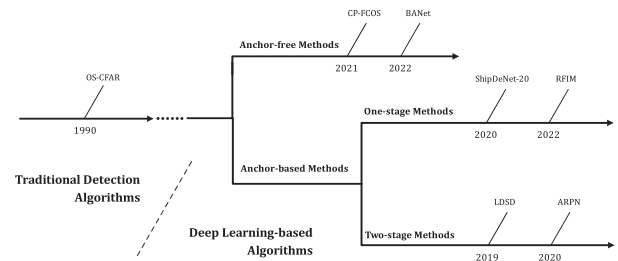 CP-FCOS
BANet
Anchor-free Methods
2021
2022
OS-CFAR
1990
ShipDeNet-20
RFIM
One-stage Methods
2020
2022
Anchor-based Methods
Traditional Detection
Algorithms
LDSD
ARPN
Deep Learning-based
Algorithms
Two-stage Methods
2019
2020